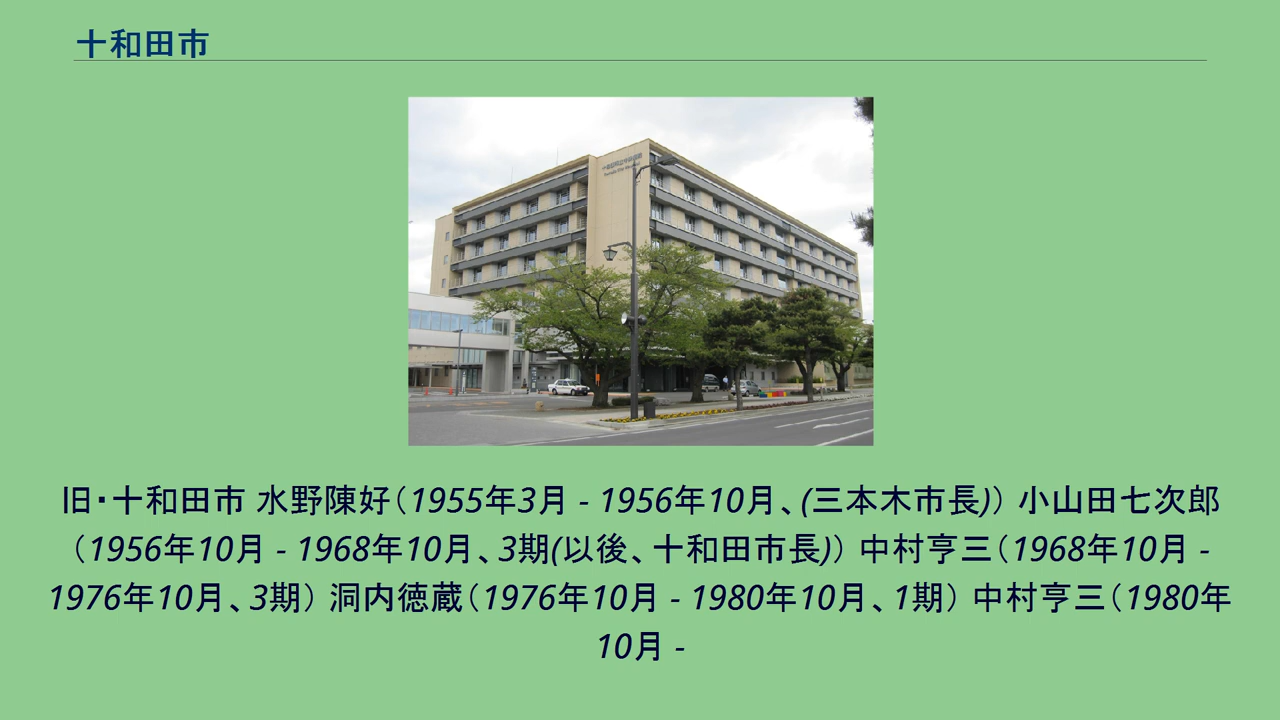 十和田市
旧・十和田市 水野陳好（1955年3月 - 1956年10月、(三本木市長)） 小山田七次郎
（1956年10月 - 1968年10月、3期(以後、十和田市長)） 中村亨三（1968年10月 -
1976年10月、3期） 洞内徳蔵（1976年10月 - 1980年10月、1期） 中村亨三（1980年
10月 -